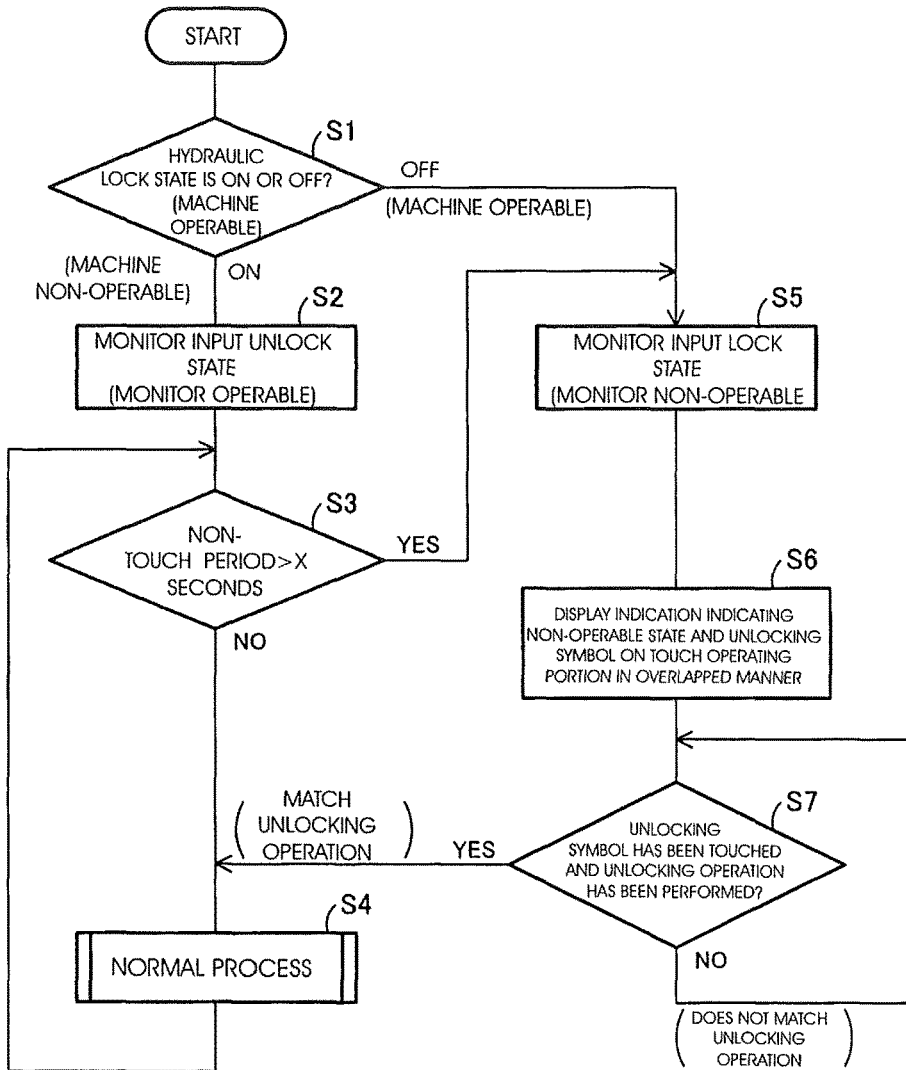 START
S1
HYDRAULIC
LOCK STATE IS ON OR OFF?
(MACHINE
OPERABLE)
OFF
(MACHINE OPERABLE)
(MACHINE
NON-OPERABLE)
ON
S2
MONITOR INPUT UNLOCK
STATE
(MONITOR OPERABLE)
S5
MONITOR INPUT LOCK
STATE
(MONITOR NON-OPERABLE
S3
NON-
TOUCH PERIOD>X
SECONDS
YES
NO
S6
DISPLAY INDICATION INDICATING
NON-OPERABLE STATE AND UNLOCKING
SYMBOL ON TOUCH OPERATING
PORTION IN OVERLAPPED MANNER
S7
UNLOCKING
SYMBOL HAS BEEN TOUCHED
AND UNLOCKING OPERATION
HAS BEEN PERFORMED?
YES
(MATCH
UNLOCKING
OPERATION)
NO
(DOES NOT MATCH
UNLOCKING
OPERATION)
S4
NORMAL PROCESS